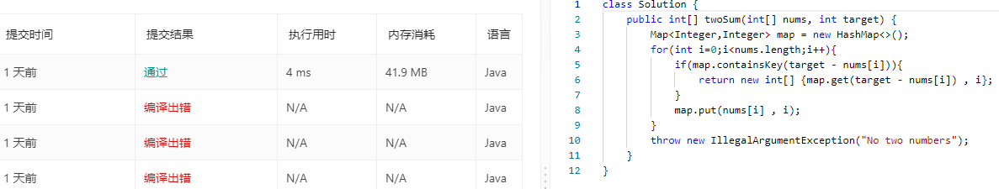 提交时间 提交结果 执行用时 内存消耗 语言
1 天前 通过 4 ms 41.9 MB Java
1 天前 编译出错 N/A N/A Java
1 天前 编译出错 N/A N/A Java
1 天前 编译出错 N/A N/A Java
1 class Solution {
2 public int[] twoSum(int[] nums, int target) {
3 Map<Integer,Integer> map = new HashMap<>();
4 for(int i=0;i<nums.length;i++){
5 if(map.containsKey(target - nums[i])){
6 return new int[] {map.get(target - nums[i]) , i};
7 }
8 map.put(nums[i] , i);
9 }
10 throw new IllegalArgumentException("No two numbers");
11 }
12 }